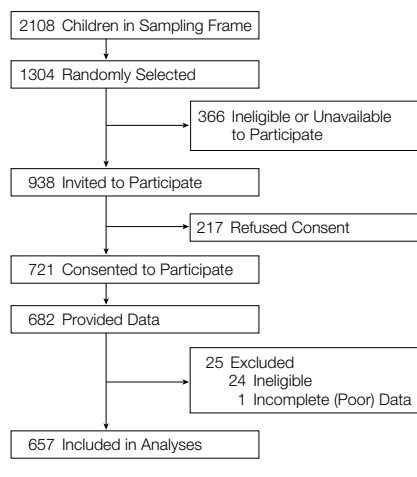 2108 Children in Sampling Frame
1304 Randomly Selected
366 Ineligible or Unavailable
to Participate
938 Invited to Participate
217 Refused Consent
721 Consented to Participate
682 Provided Data
25 Excluded
24 Ineligible
1 Incomplete (Poor) Data
657 Included in Analyses